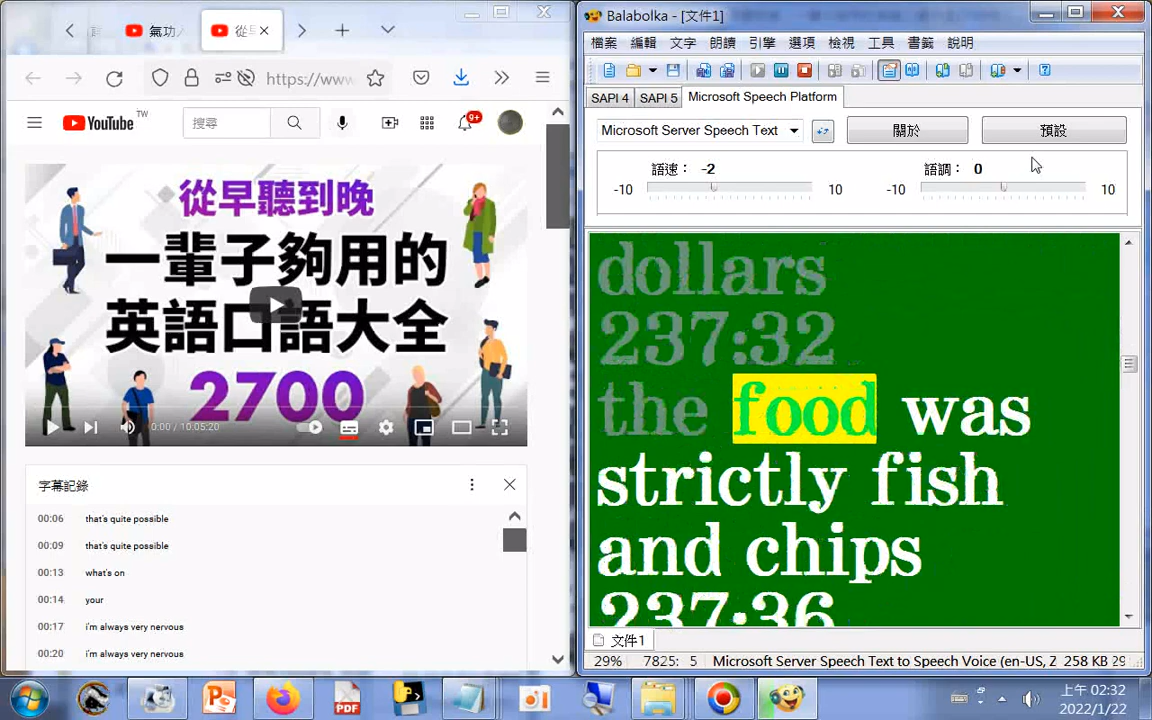 氣功
從
https://www
YouTube TW
搜尋
9+
從早聽到晚
一輩子夠用的
英語口語大全
2700
0:00 / 10:05:20
字幕記錄
00:06 that's quite possible
00:09 that's quite possible
00:13 what's on
00:14 your
00:17 i'm always very nervous
00:20 i'm always very nervous
Balabolka - [文件1]
檔案 編輯 文字 朗讀 引擎 選項 檢視 工具 書籤 說明
SAPI 4 SAPI 5 Microsoft Speech Platform
Microsoft Server Speech Text 關於 預設
語速： -2 語調： 0
-10 10 -10 10
dollars
237:32
the food was
strictly fish
and chips
237:36
文件1
29% 7825: 5 Microsoft Server Speech Text to Speech Voice (en-US, Z 258 KB 29
PDF
上午 02:32
2022/1/22